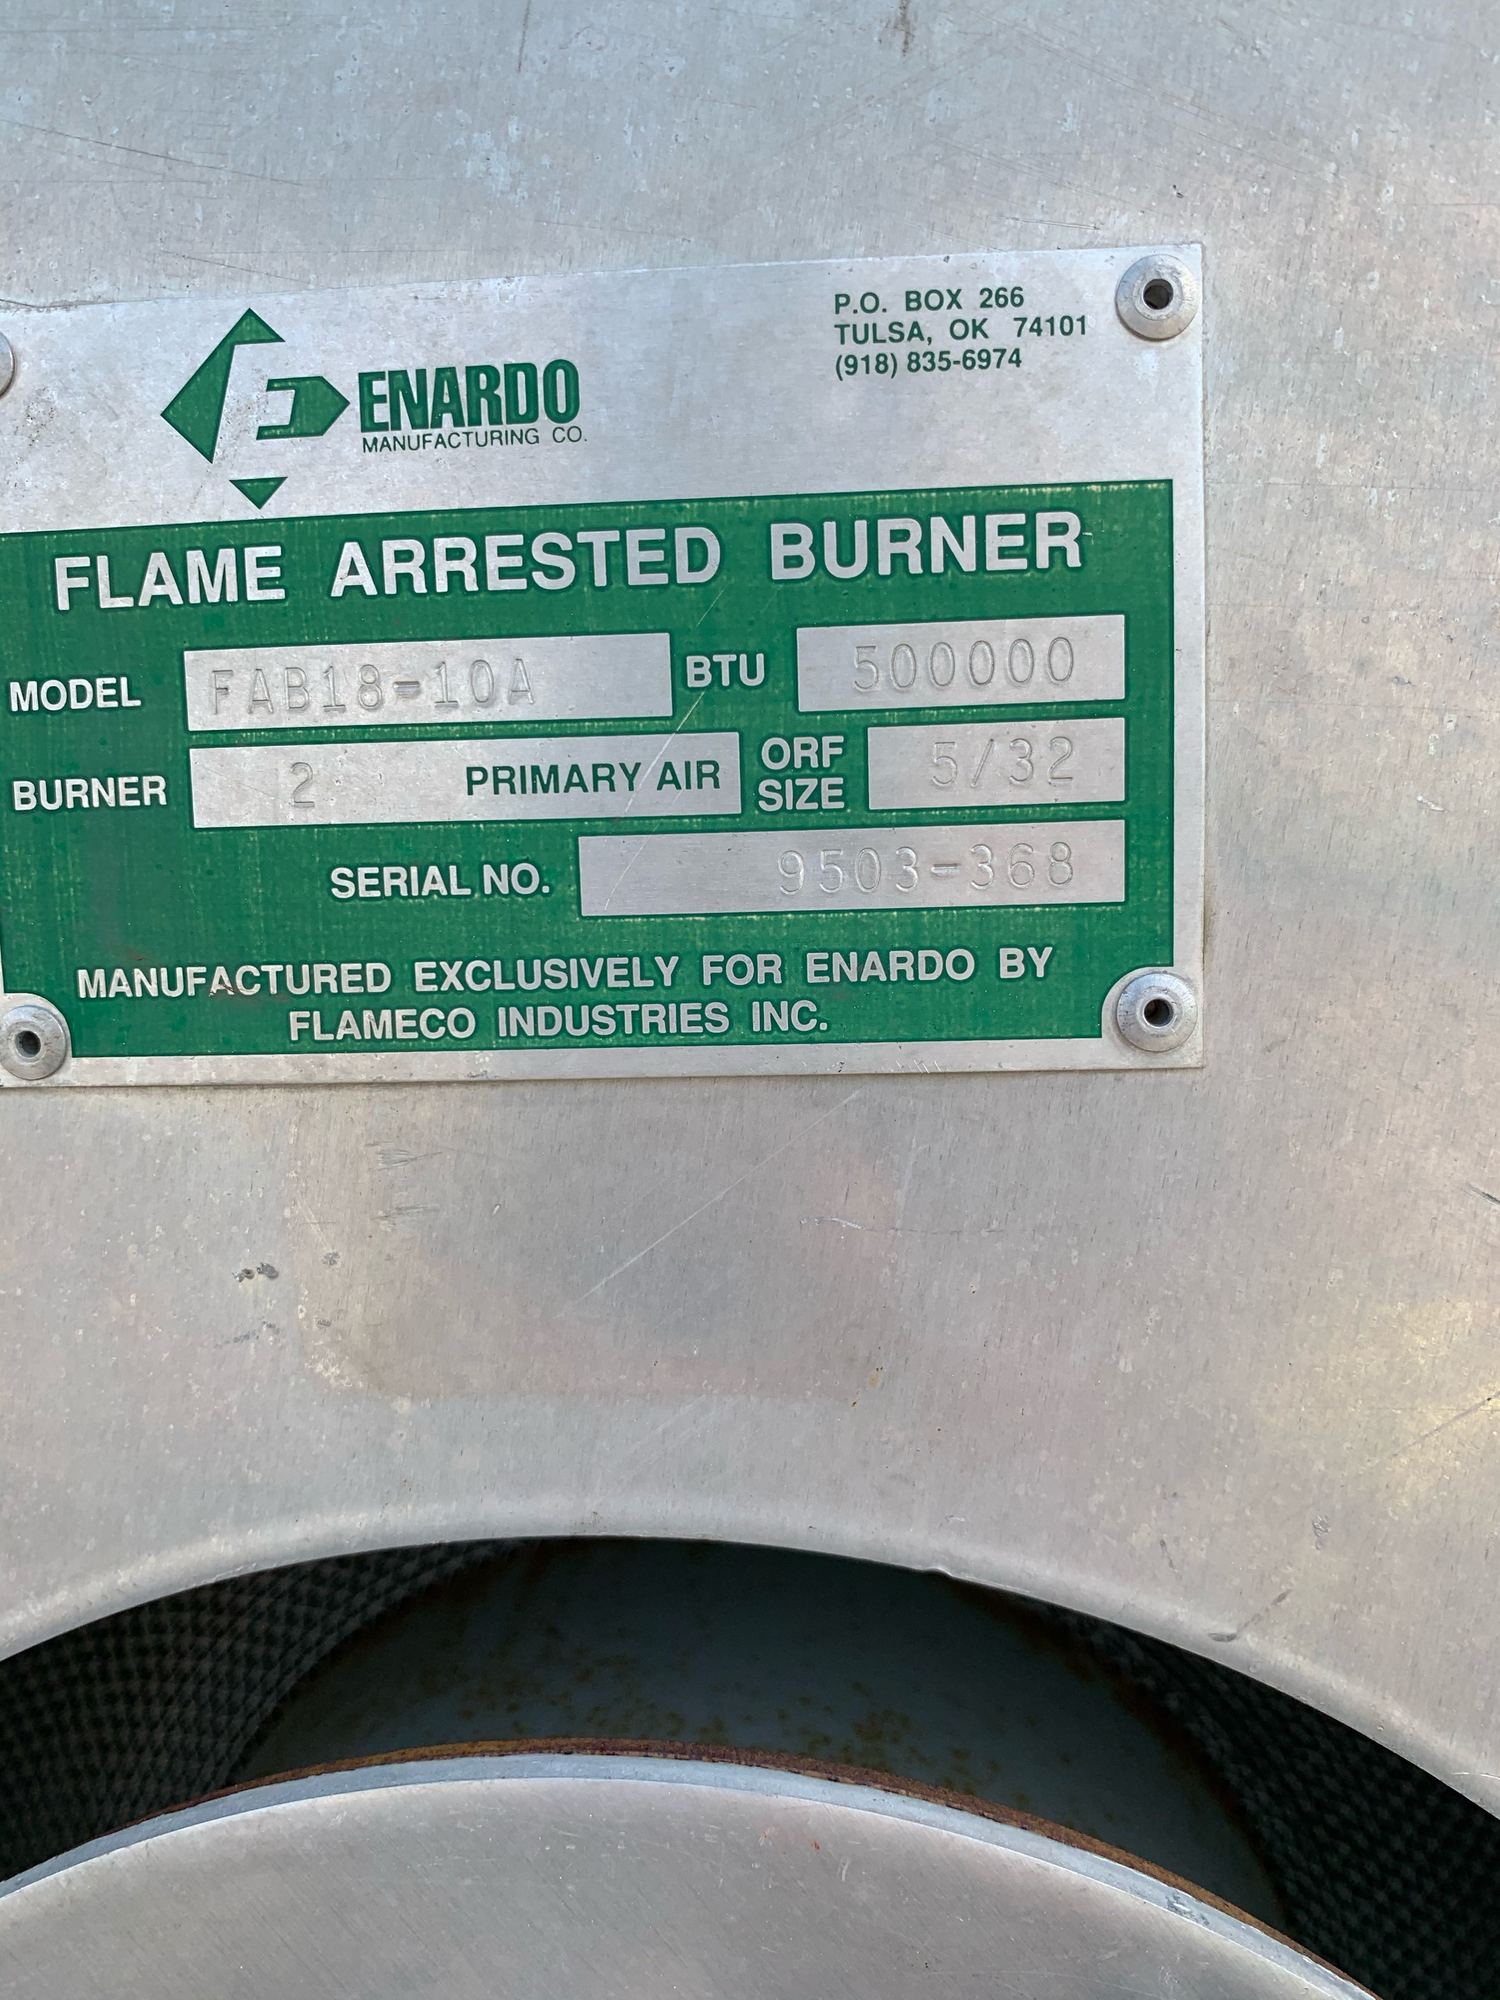 ENARDO
MANUFACTURING CO.
P.O. BOX 266
TULSA, OK 74101
(918) 835-6974
FLAME ARRESTED BURNER
MODEL FAB18-10A BTU 500000
BURNER 2 PRIMARY AIR ORF SIZE 5/32
SERIAL NO. 9503-368
MANUFACTURED EXCLUSIVELY FOR ENARDO BY
FLAMECO INDUSTRIES INC.